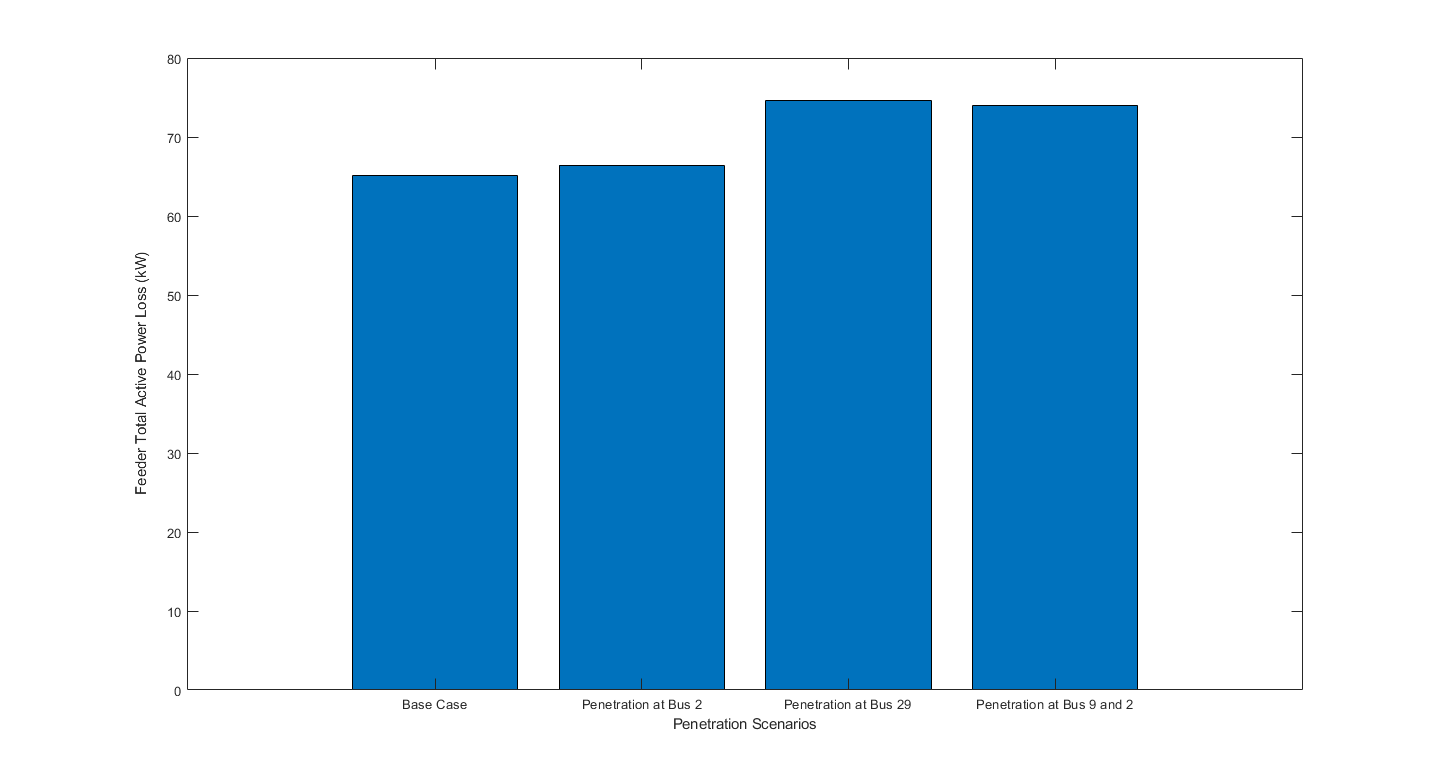 Feeder Total Active Power Loss (kW)
80
70
60
50
40
30
20
10
0
Base Case
Penetration at Bus 2
Penetration at Bus 29
Penetration at Bus 9 and 2
Penetration Scenarios